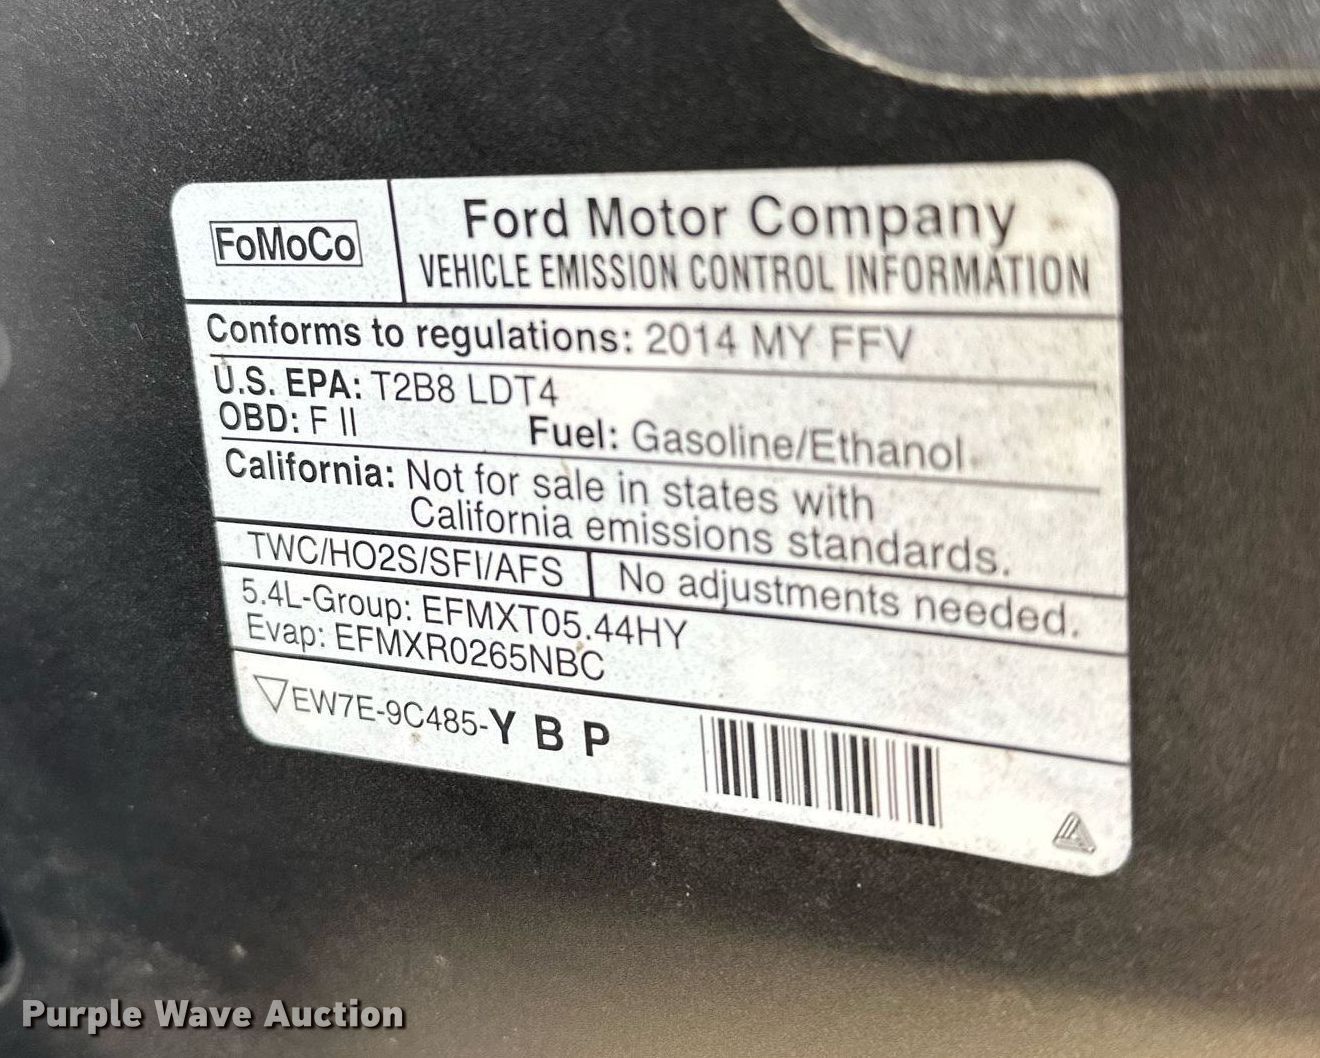 FoMoCo
Ford Motor Company
VEHICLE EMISSION CONTROL INFORMATION
Conforms to regulations: 2014 MY FFV
U.S. EPA: T2B8 LDT4
OBD: F II Fuel: Gasoline/Ethanol
California: Not for sale in states with
California emissions standards.
TWC/HO2S/SFI/AFS No adjustments needed.
5.4L-Group: EFMXT05.44HY
Evap: EFMXR0265NBC
EW7E-9C485-Y B P
Purple Wave Auction